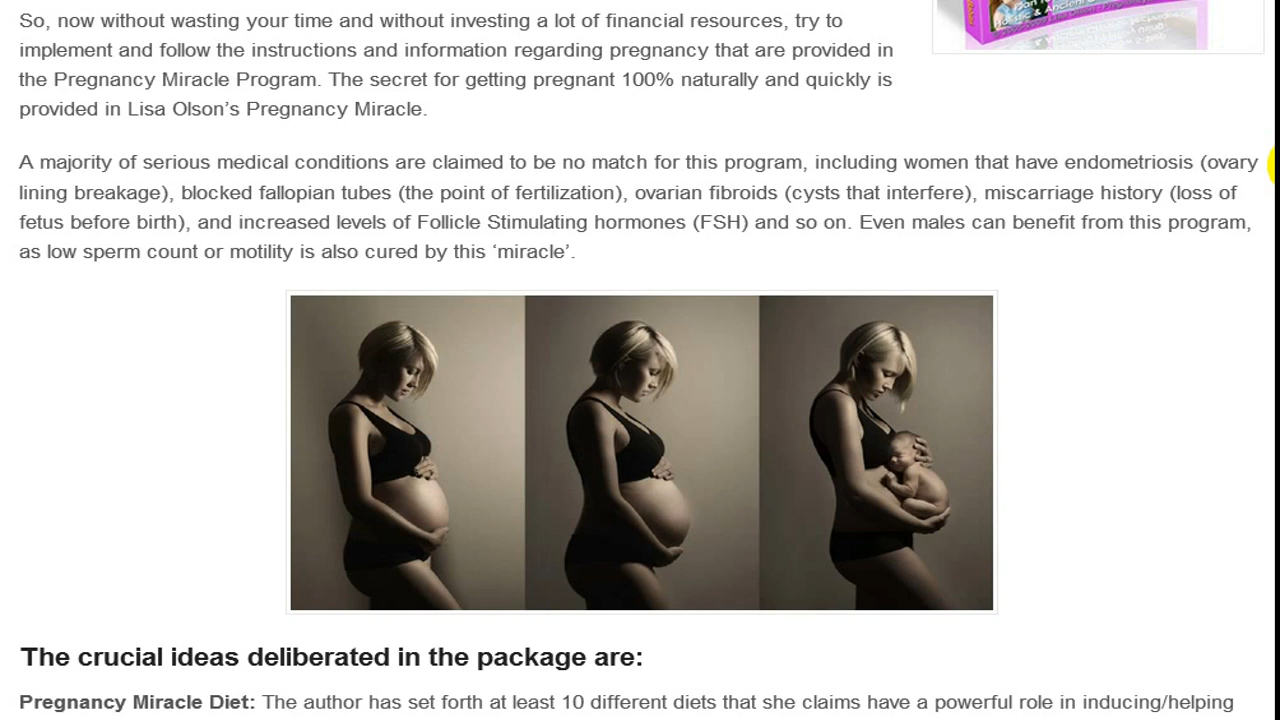 So, now without wasting your time and without investing a lot of financial resources, try to
implement and follow the instructions and information regarding pregnancy that are provided in
the Pregnancy Miracle Program. The secret for getting pregnant 100% naturally and quickly is
provided in Lisa Olson’s Pregnancy Miracle.
A majority of serious medical conditions are claimed to be no match for this program, including women that have endometriosis (ovary
lining breakage), blocked fallopian tubes (the point of fertilization), ovarian fibroids (cysts that interfere), miscarriage history (loss of
fetus before birth), and increased levels of Follicle Stimulating hormones (FSH) and so on. Even males can benefit from this program,
as low sperm count or motility is also cured by this ‘miracle’.
The crucial ideas deliberated in the package are:
Pregnancy Miracle Diet: The author has set forth at least 10 different diets that she claims have a powerful role in inducing/helping